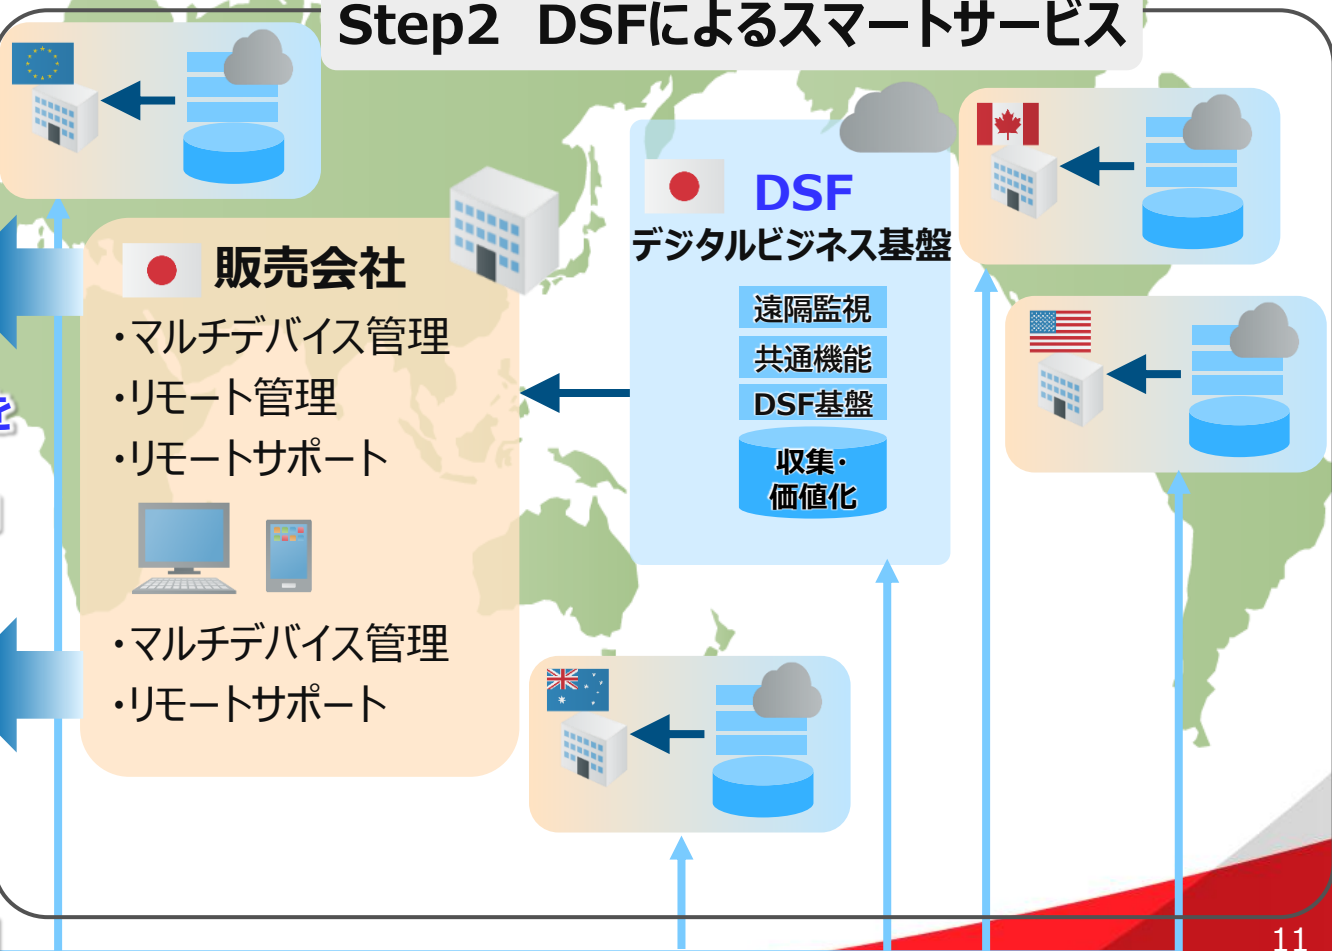 Step2 DSFによるスマートサービス
販売会社
・マルチデバイス管理
・リモート管理
・リモートサポート
・マルチデバイス管理
・リモートサポート
DSF
デジタルビジネス基盤
遠隔監視
共通機能
DSF基盤
収集・
価値化
を
11